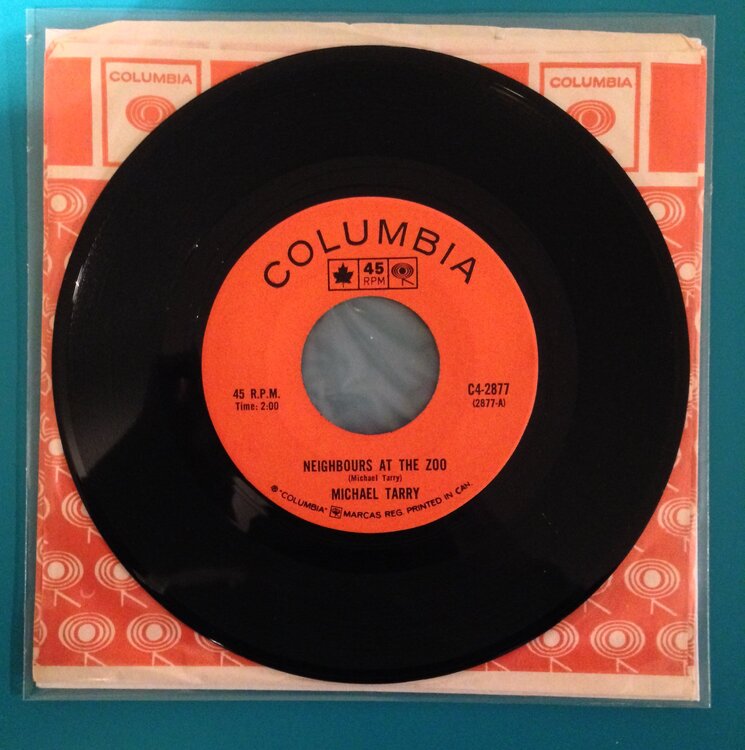 COLUMBIA
COLUMBIA
COLUMBIA
45
RPM
45 R.P.M.
Time: 2:00
C4-2877
(2877-A)
NEIGHBOURS AT THE ZOO
(Michael Tarry)
MICHAEL TARRY
® "COLUMBIA" MARCAS REG. PRINTED IN CAN.